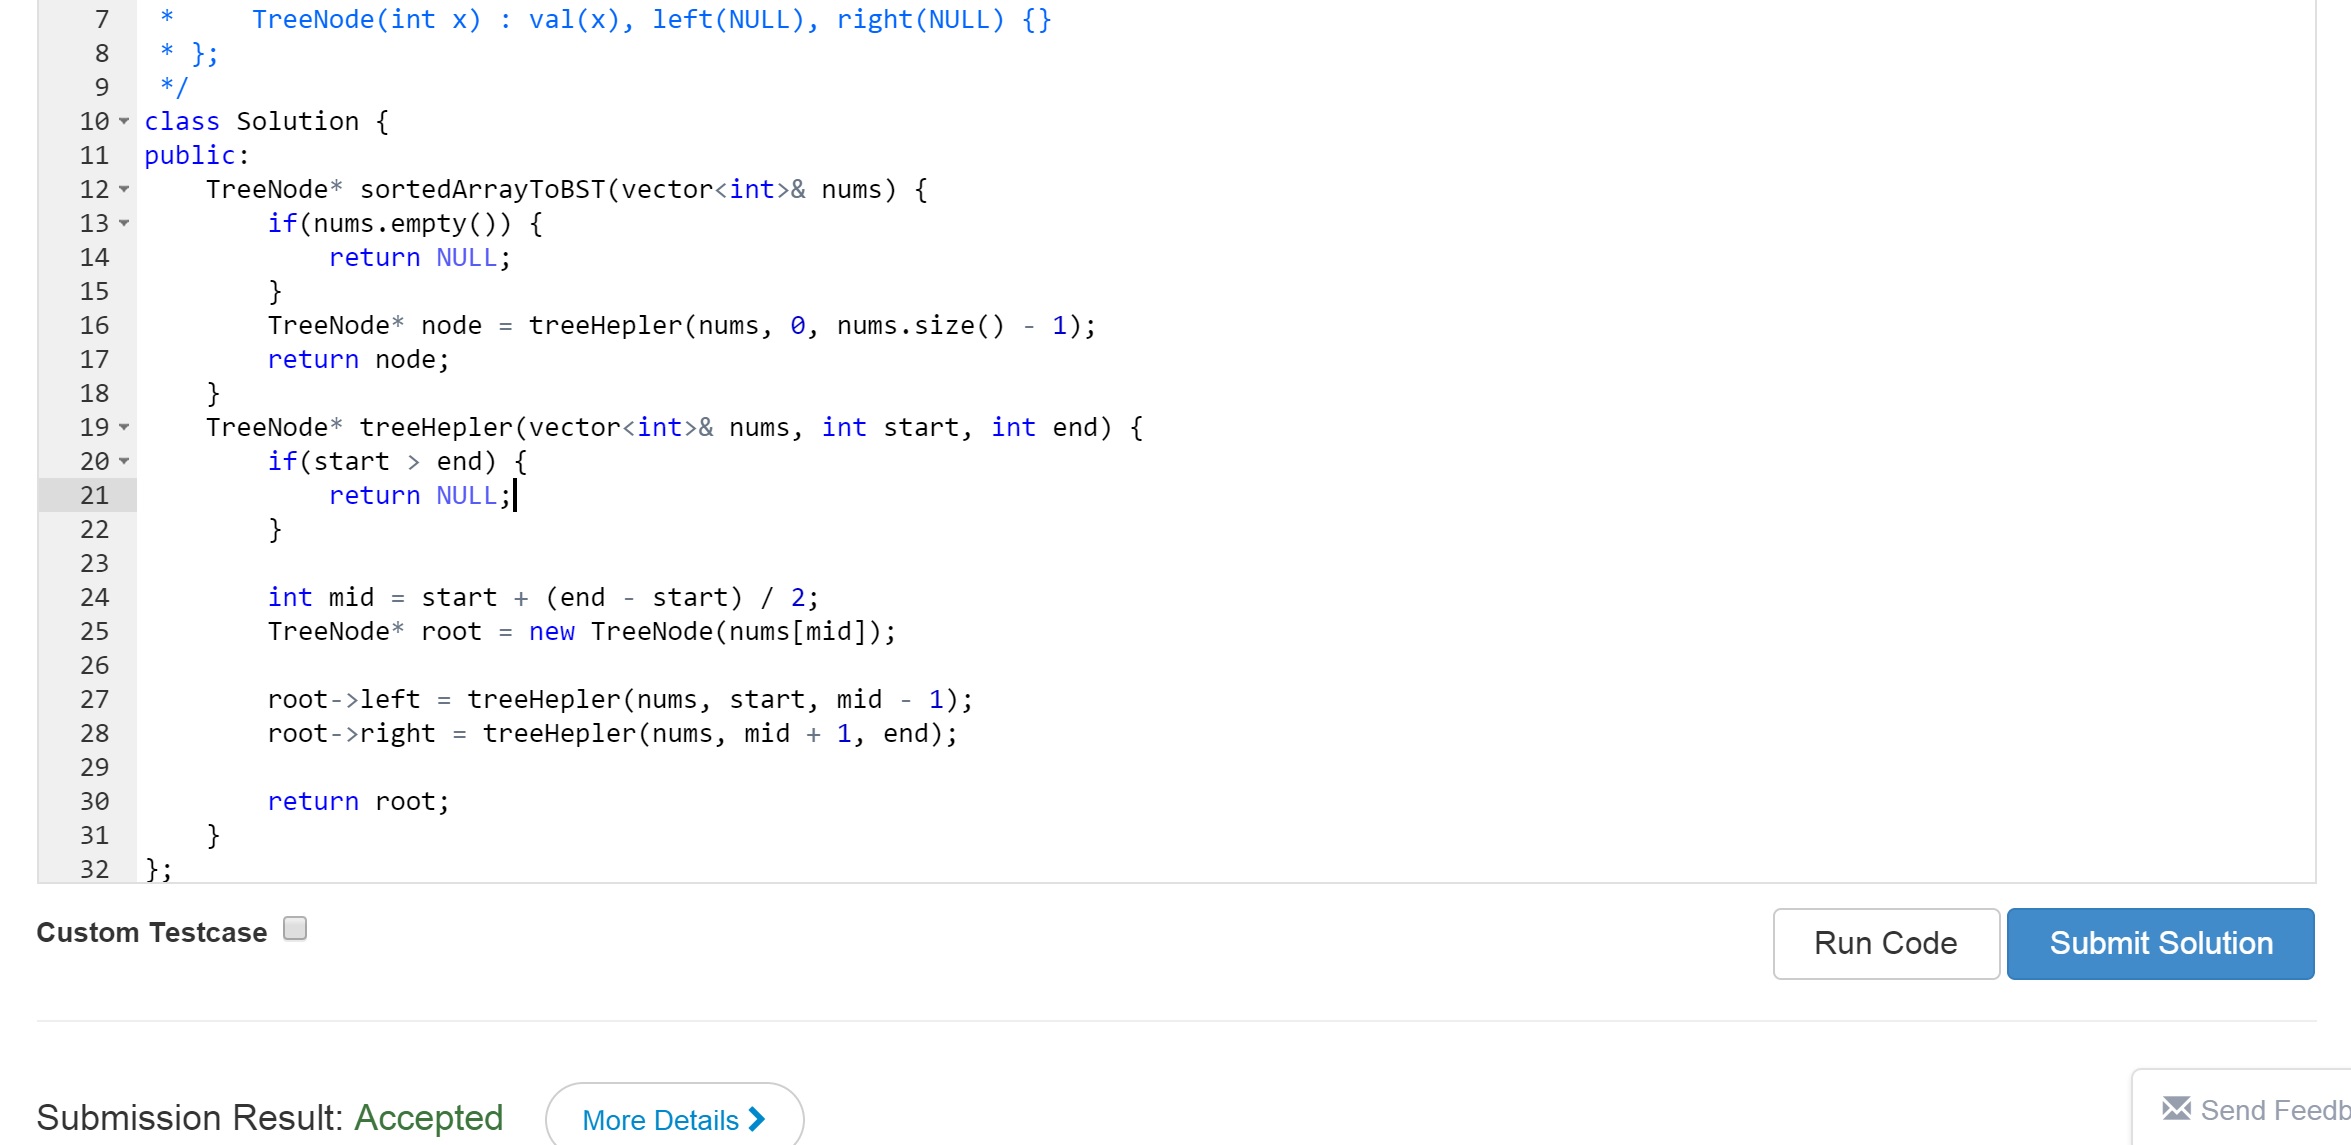 7 *     TreeNode(int x) : val(x), left(NULL), right(NULL) {}
8 * };
9 */
10 class Solution {
11 public:
12     TreeNode* sortedArrayToBST(vector<int>& nums) {
13         if(nums.empty()) {
14             return NULL;
15         }
16         TreeNode* node = treeHepler(nums, 0, nums.size() - 1);
17         return node;
18     }
19     TreeNode* treeHepler(vector<int>& nums, int start, int end) {
20         if(start > end) {
21             return NULL;
22         }
23
24         int mid = start + (end - start) / 2;
25         TreeNode* root = new TreeNode(nums[mid]);
26
27         root->left = treeHepler(nums, start, mid - 1);
28         root->right = treeHepler(nums, mid + 1, end);
29
30         return root;
31     }
32 };
Custom Testcase
Run Code
Submit Solution
Submission Result: Accepted
More Details
Send Feedb